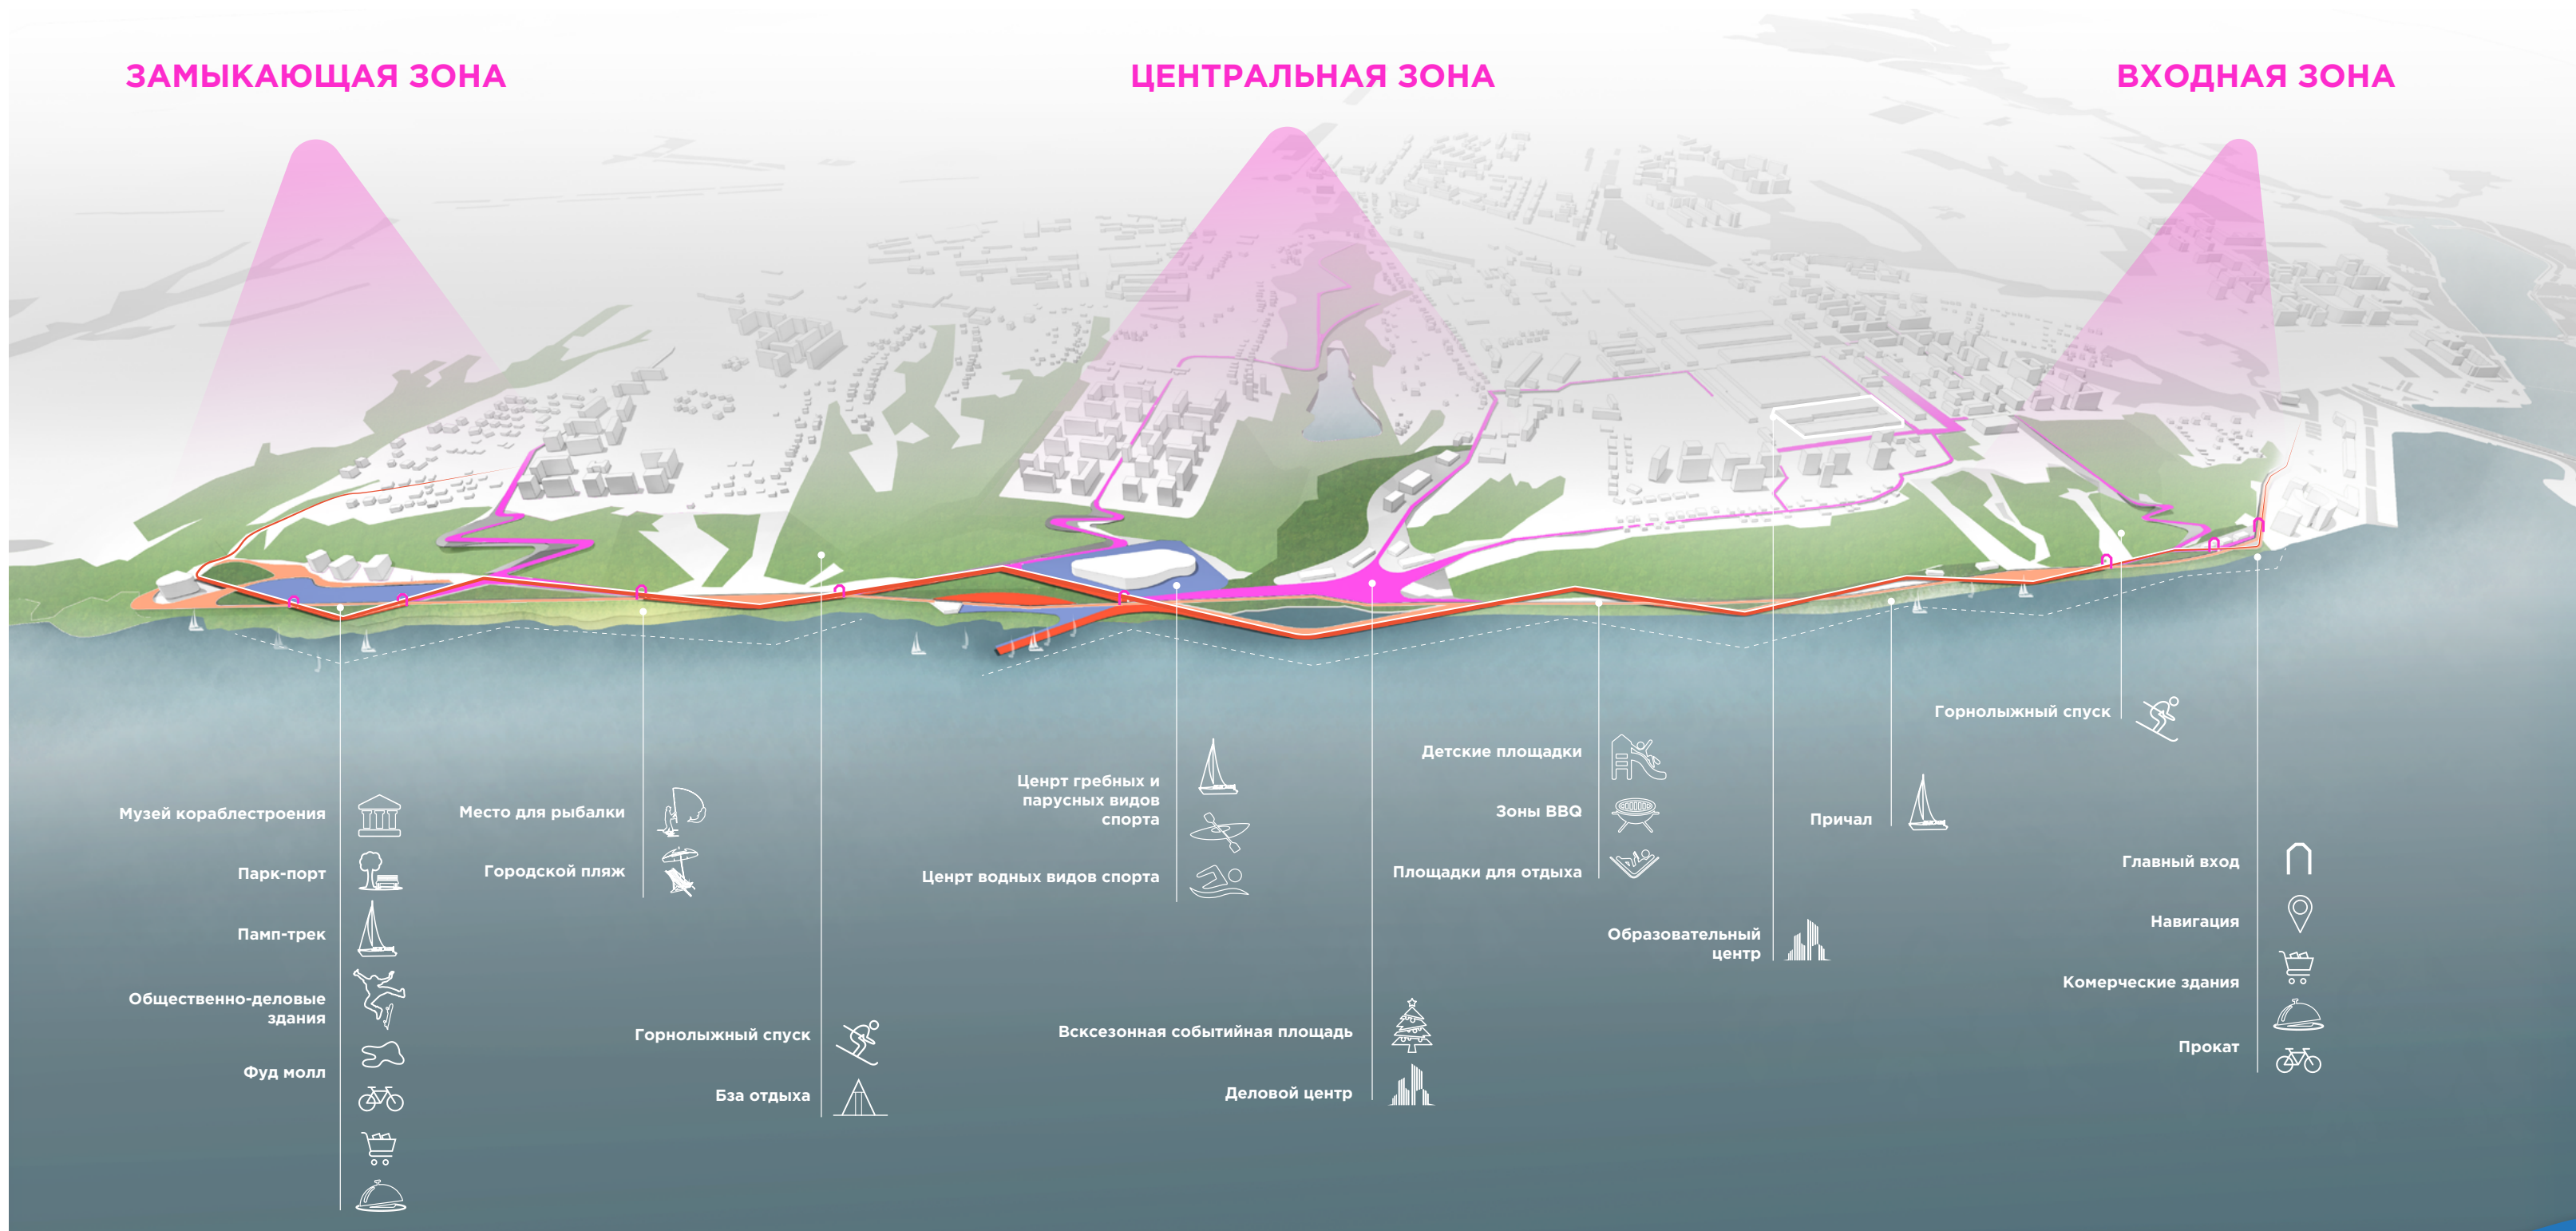 ЗАМЫКАЮЩАЯ ЗОНА
ЦЕНТРАЛЬНАЯ ЗОНА
ВХОДНАЯ ЗОНА
Музей кораблестроения
Парк-порт
Памп-трек
Общественно-деловые
здания
Фуд молл
Место для рыбалки
Городской пляж
Горнолыжный спуск
Бза отдыха
Ценрт гребных и
парусных видов
спорта
Ценрт водных видов спорта
Всксезонная событийная площадь
Деловой центр
Детские площадки
Зоны BBQ
Площадки для отдыха
Образовательный
центр
Причал
Горнолыжный спуск
Главный вход
Навигация
Комерческие здания
Прокат